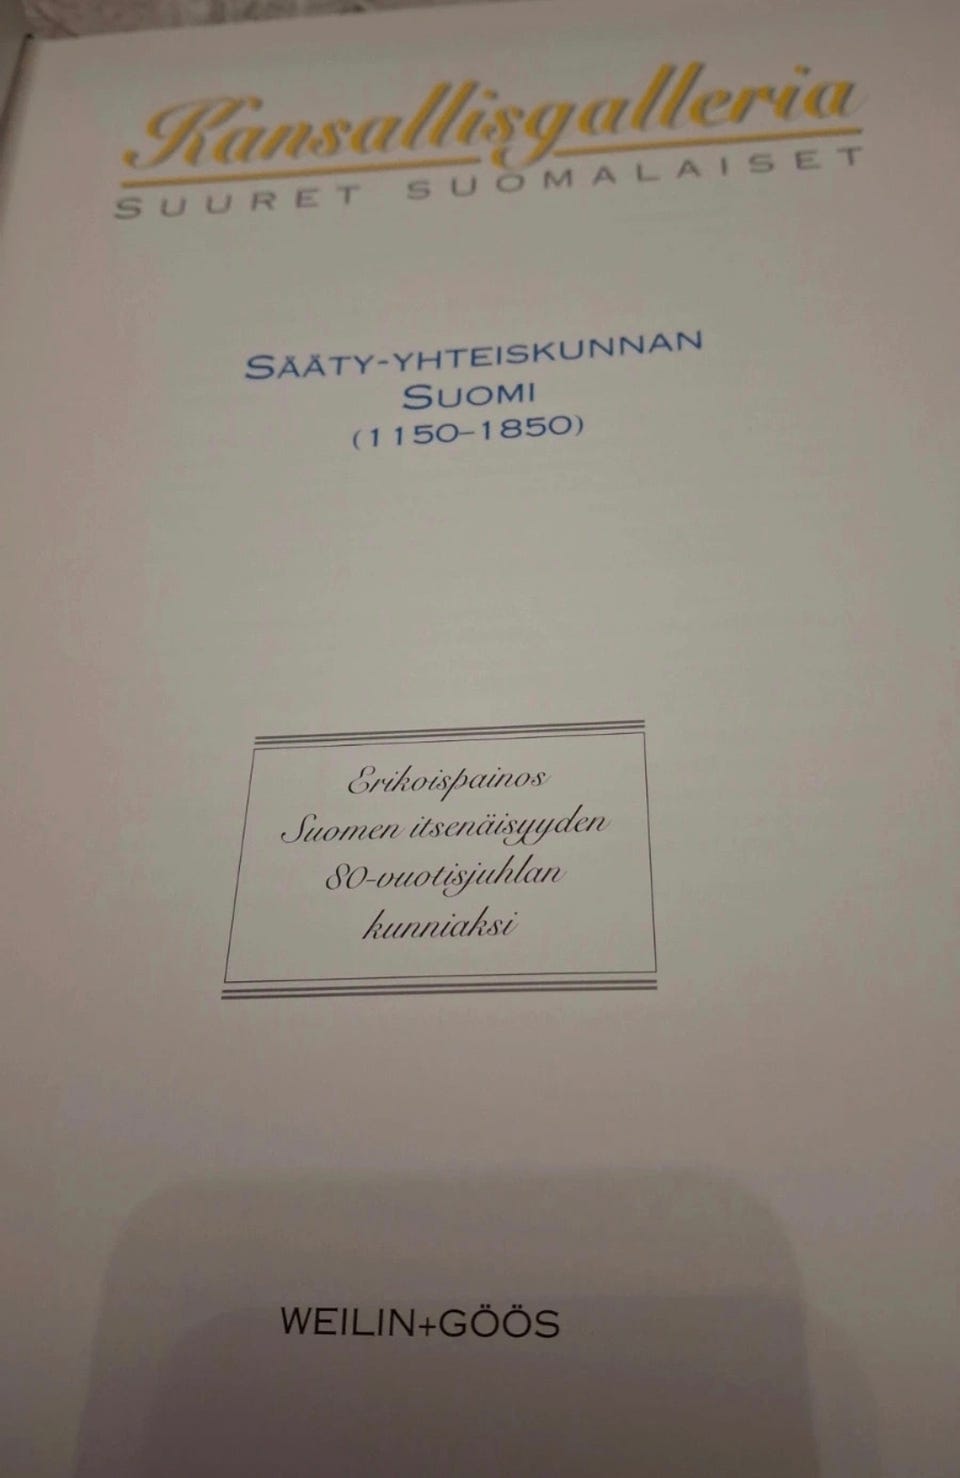 Kansallisgalleria
SUURET SUOMALAISET
SÄÄTY-YHTEISKUNNAN
SUOMI
(1150–1850)
Erikoispainos
Suomen itsenäisyyden
80-vuotisjuhlan
kunniaksi
WEILIN+GÖÖS